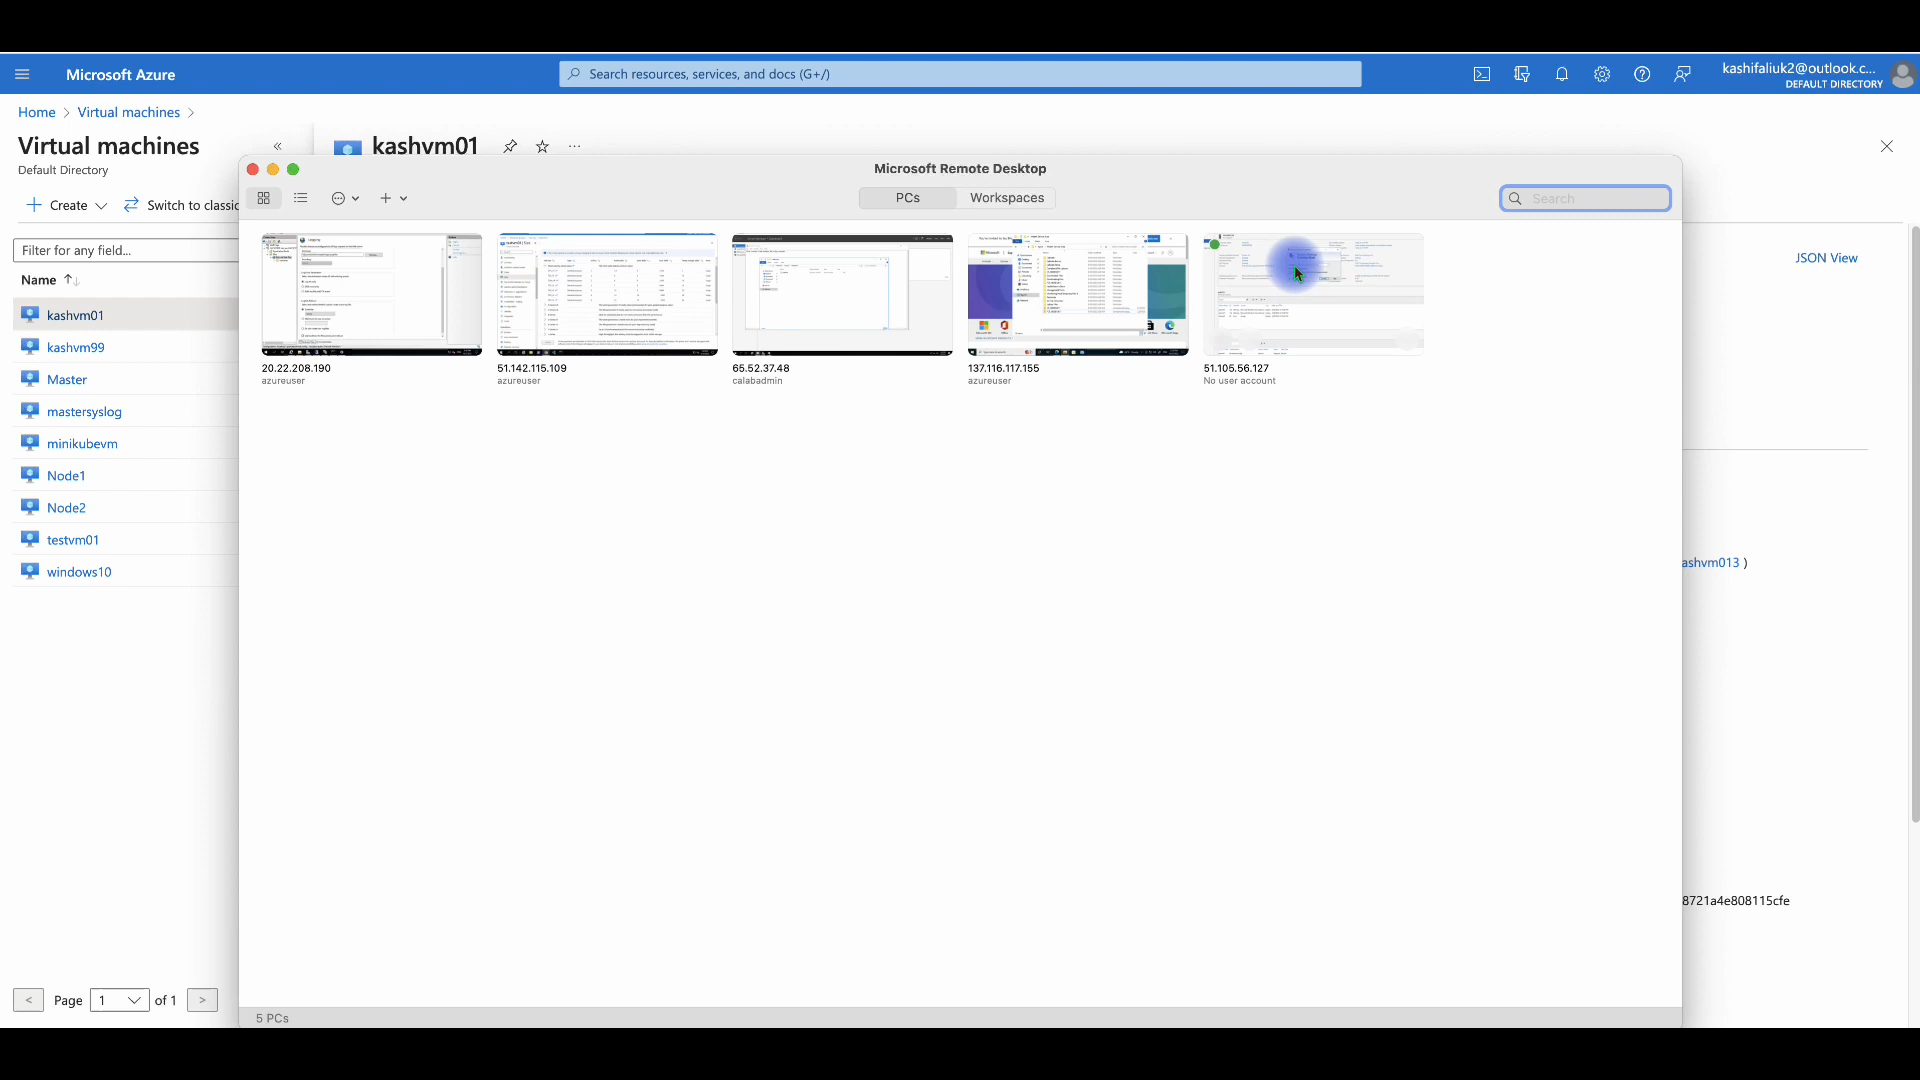 Microsoft Azure
Search resources, services, and docs (G+/)
kashifaliuk2@outlook.c...
DEFAULT DIRECTORY
Home > Virtual machines >
Virtual machines
Default Directory
«
kashvm01
...
Create
Switch to classic
Filter for any field...
Name
kashvm01
kashvm99
Master
mastersyslog
minikubevm
Node1
Node2
testvm01
windows10
< Page 1 of 1 >
Microsoft Remote Desktop
PCs
Workspaces
Search
20.22.208.190
azureuser
51.142.115.109
azureuser
65.52.37.48
calabadmin
137.116.117.155
azureuser
51.105.56.127
No user account
5 PCs
JSON View
ashvm013 )
8721a4e808115cfe